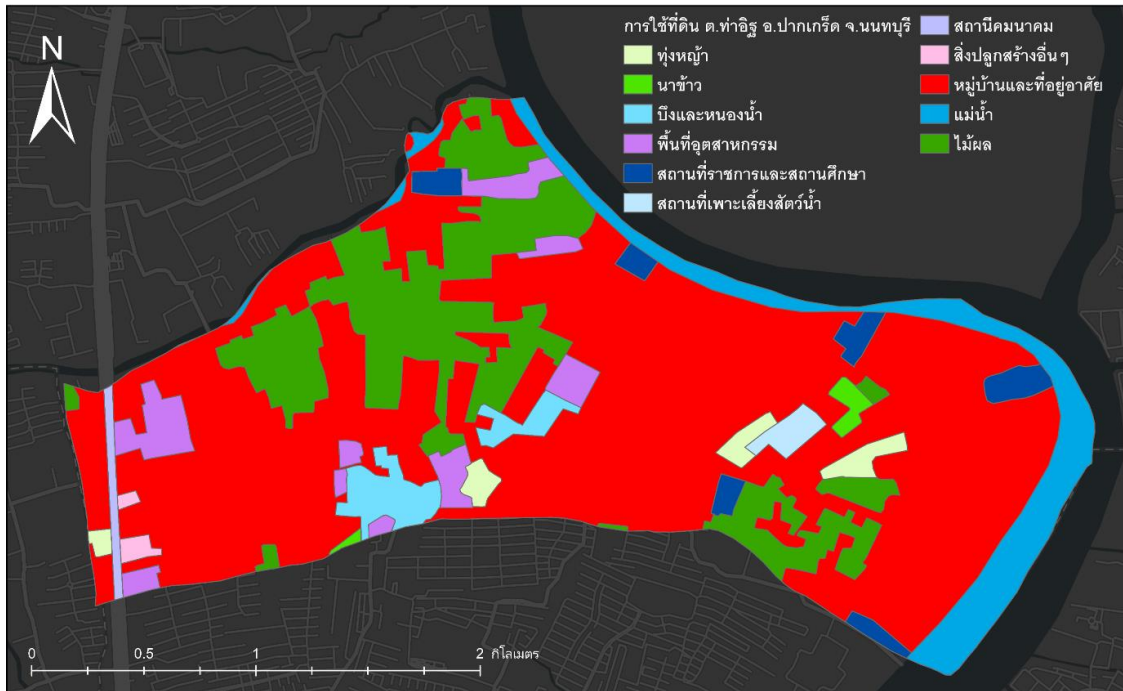 การใช้ที่ดิน ต.ท่าอิฐ อ.ปากเกร็ด จ.นนทบุรี
ทุ่งหญ้า
นาข้าว
บึงและหนองน้ำ
พื้นที่อุตสาหกรรม
สถานที่ราชการและสถานศึกษา
สถานที่เพาะเลี้ยงสัตว์น้ำ
สถานีคมนาคม
สิ่งปลูกสร้างอื่นๆ
หมู่บ้านและที่อยู่อาศัย
แม่น้ำ
ไม้ผล
N
0 0.5 1 2 กิโลเมตร